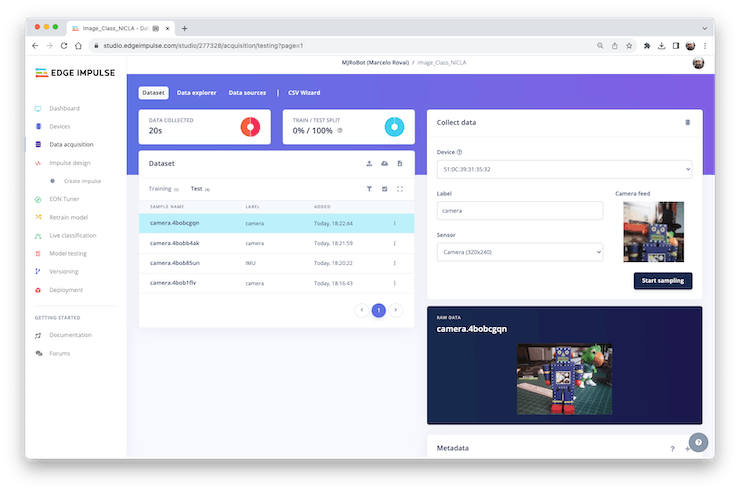 Image_Class_NICLA - Dat
studio.edgeimpulse.com/studio/277328/acquisition/testing?page=1
EDGE IMPULSE
MJRoBot (Marcelo Rovai) / Image_Class_NICLA
Dashboard
Devices
Data acquisition
Impulse design
Create impulse
EON Tuner
Retrain model
Live classification
Model testing
Versioning
Deployment
GETTING STARTED
Documentation
Forums
Dataset Data explorer Data sources | CSV Wizard
DATA COLLECTED
20s
TRAIN / TEST SPLIT
0% / 100%
Dataset
Training (0) Test (4)
SAMPLE NAME LABEL ADDED
camera.4bobcgqn camera Today, 18:22:44
camera.4bobb4ak camera Today, 18:21:59
camera.4bob85un IMU Today, 18:20:22
camera.4bob1flv camera Today, 18:16:43
1
Collect data
Device
51:0C:39:31:35:32
Label
camera
Camera feed
Sensor
Camera (320x240)
Start sampling
RAW DATA
camera.4bobcgqn
Metadata